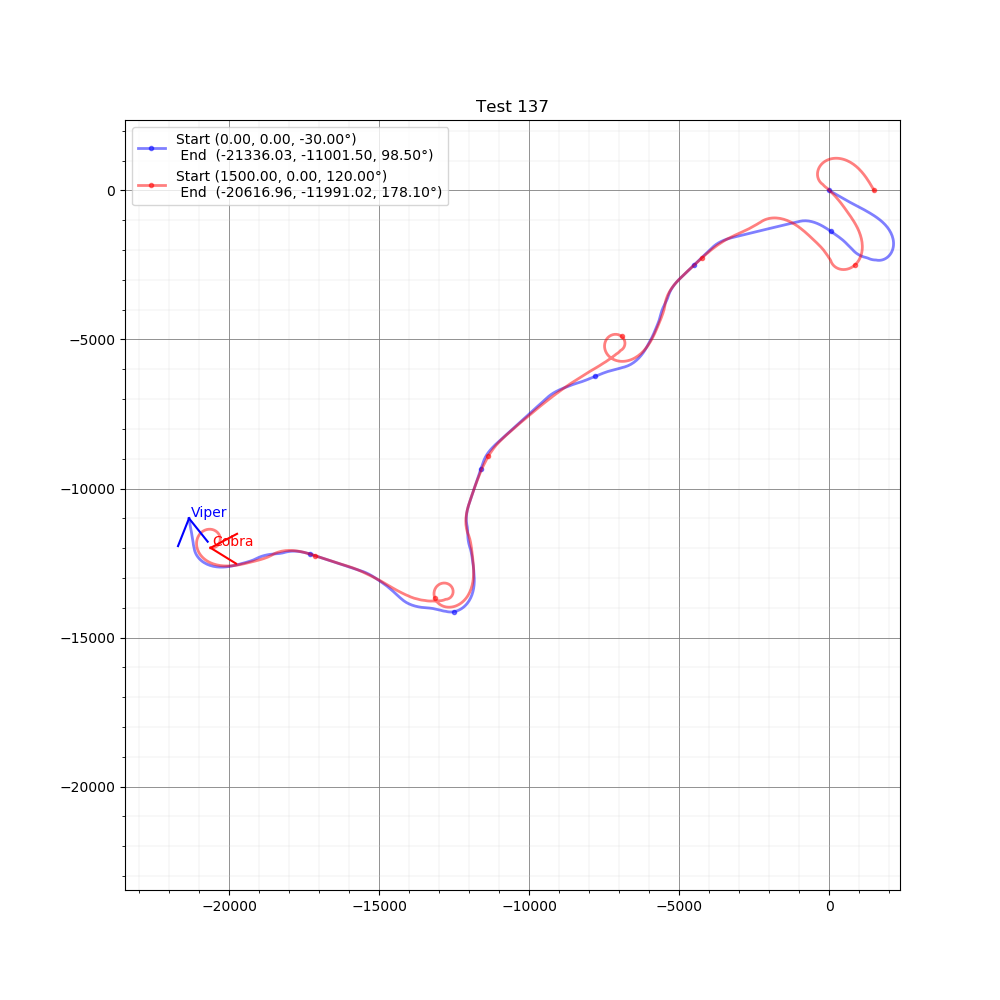 Test 137
Start (0.00, 0.00, -30.00°)
End  (-21336.03, -11001.50, 98.50°)
Start (1500.00, 0.00, 120.00°)
End  (-20616.96, -11991.02, 178.10°)
0
−5000
−10000
−15000
−20000
Viper
Cobra
−20000
−15000
−10000
−5000
0